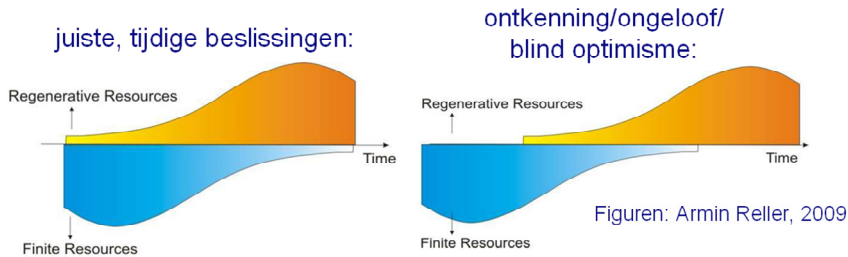 juiste, tijdige beslissingen:
Regenerative Resources
Time
Finite Resources
ontkenning/ongeloof/
blind optimisme:
Regenerative Resources
Time
Finite Resources
Figuren: Armin Reller, 2009